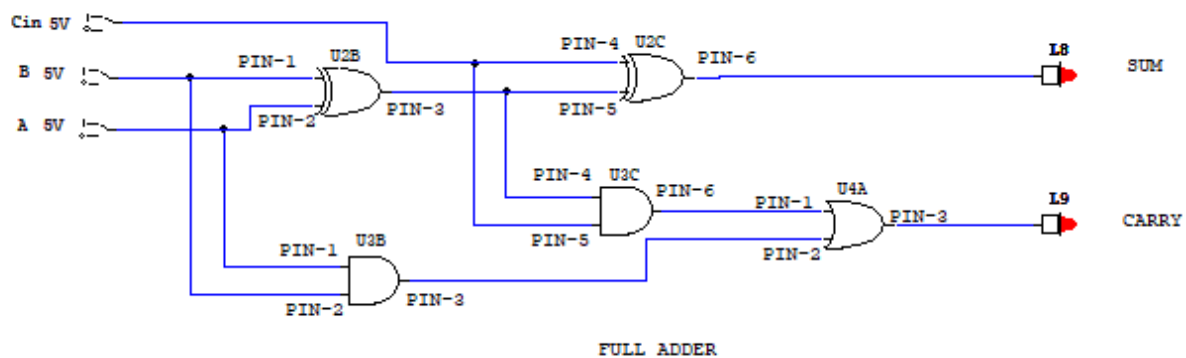 Cin 5V
B 5V
A 5V
PIN-1
U2B
PIN-2
PIN-3
PIN-4
U2C
PIN-6
PIN-5
L8
SUM
PIN-4
U3C
PIN-6
PIN-5
PIN-1
U4A
PIN-3
PIN-2
L9
CARRY
PIN-1
U3B
PIN-2
PIN-3
FULL ADDER